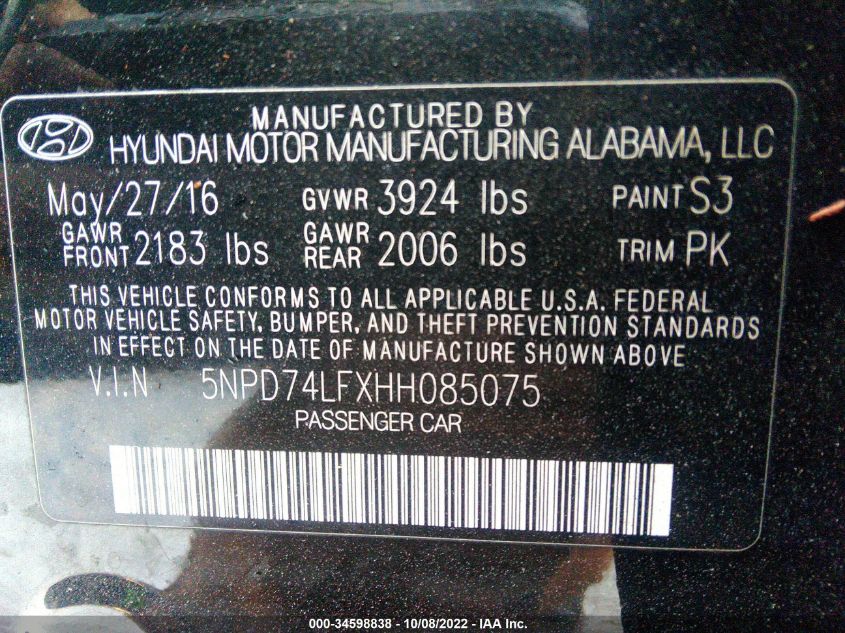 MANUFACTURED BY
HYUNDAI MOTOR MANUFACTURING ALABAMA, LLC
May/27/16 GVWR 3924 lbs PAINT S3
GAWR FRONT 2183 lbs GAWR REAR 2006 lbs TRIM PK
THIS VEHICLE CONFORMS TO ALL APPLICABLE U.S.A. FEDERAL
MOTOR VEHICLE SAFETY, BUMPER, AND THEFT PREVENTION STANDARDS
IN EFFECT ON THE DATE OF MANUFACTURE SHOWN ABOVE
V.I.N 5NPD74LFXHH085075
PASSENGER CAR
000-34598838 - 10/08/2022 - IAA Inc.